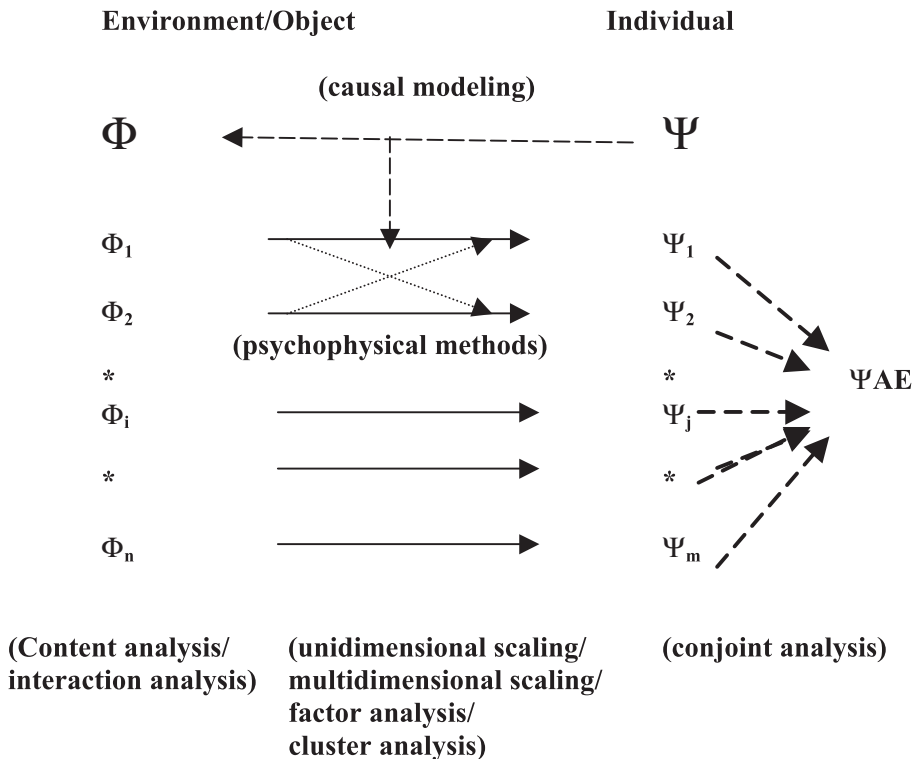 Environment/Object Individual
(causal modeling)
Φ Ψ
Φ1 Ψ1
Φ2 Ψ2
(psychophysical methods)
* * ΨAE
Φi Ψj
* *
Φn Ψm
(Content analysis/
interaction analysis)
(unidimensional scaling/
multidimensional scaling/
factor analysis/
cluster analysis)
(conjoint analysis)